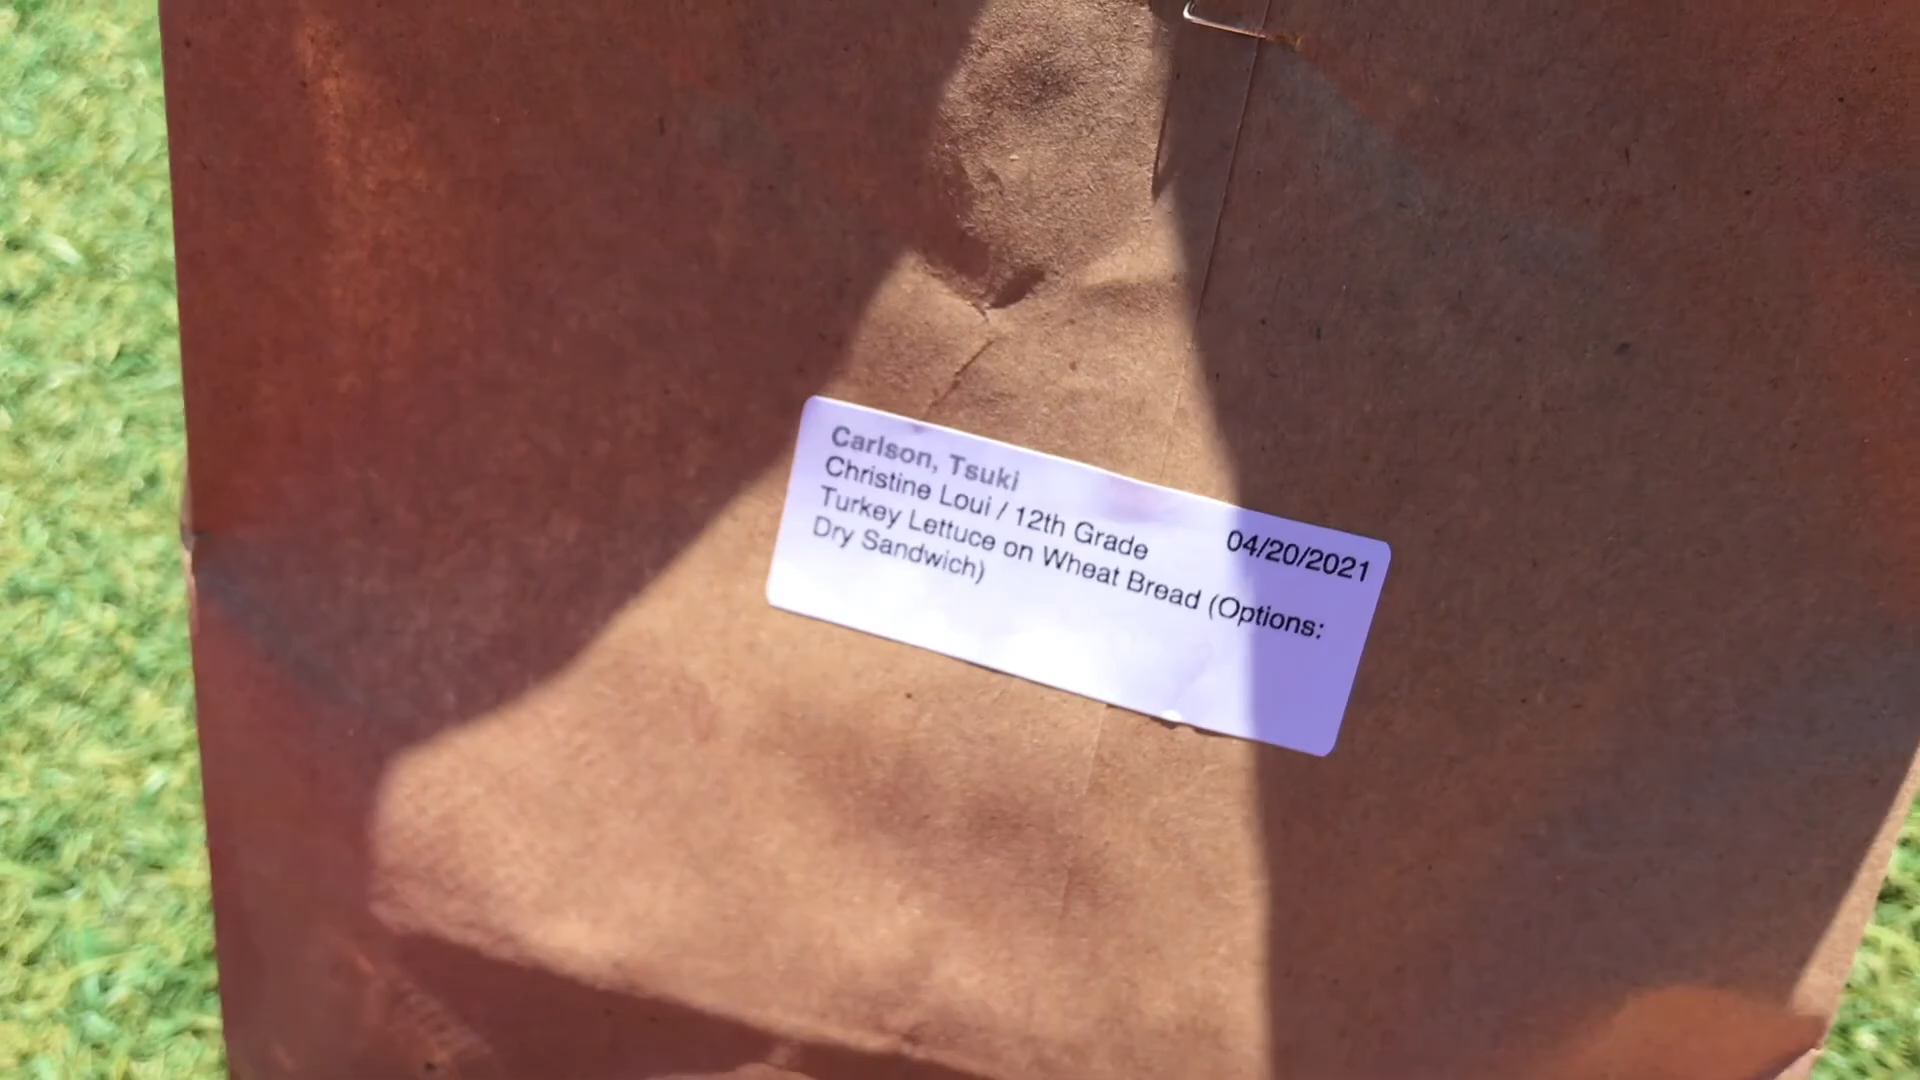 Carlson, Tsuki
Christine Loui / 12th Grade 04/20/2021
Turkey Lettuce on Wheat Bread (Options:
Dry Sandwich)